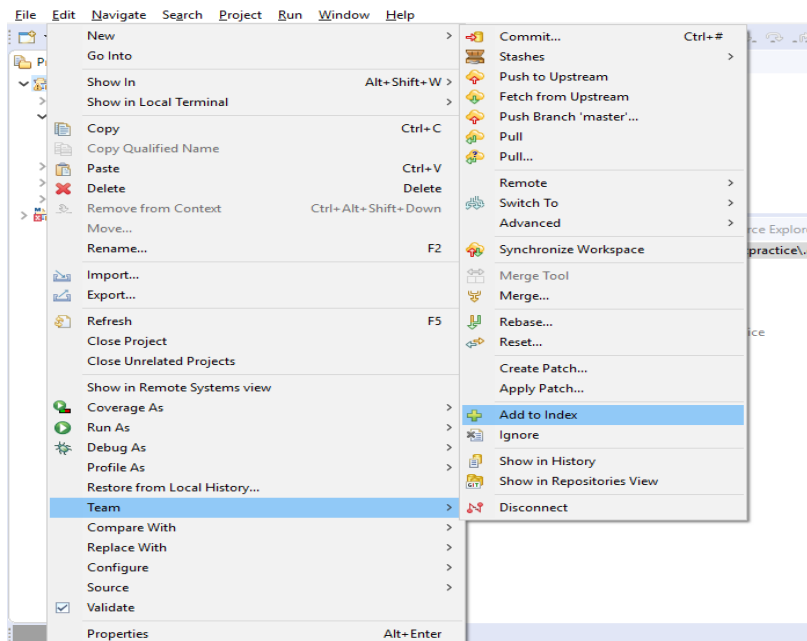 File Edit Navigate Search Project Run Window Help
New
Go Into
Show In Alt+Shift+W
Show in Local Terminal
Copy Ctrl+C
Copy Qualified Name
Paste Ctrl+V
Delete Delete
Remove from Context Ctrl+Alt+Shift+Down
Move...
Rename... F2
Import...
Export...
Refresh F5
Close Project
Close Unrelated Projects
Show in Remote Systems view
Coverage As
Run As
Debug As
Profile As
Restore from Local History...
Team
Compare With
Replace With
Configure
Source
Validate
Properties Alt+Enter
Commit... Ctrl+#
Stashes
Push to Upstream
Fetch from Upstream
Push Branch 'master'...
Pull
Pull...
Remote
Switch To
Advanced
Synchronize Workspace
Merge Tool
Merge...
Rebase...
Reset...
Create Patch...
Apply Patch...
Add to Index
Ignore
Show in History
Show in Repositories View
Disconnect
rce Explor
practice\.
ice